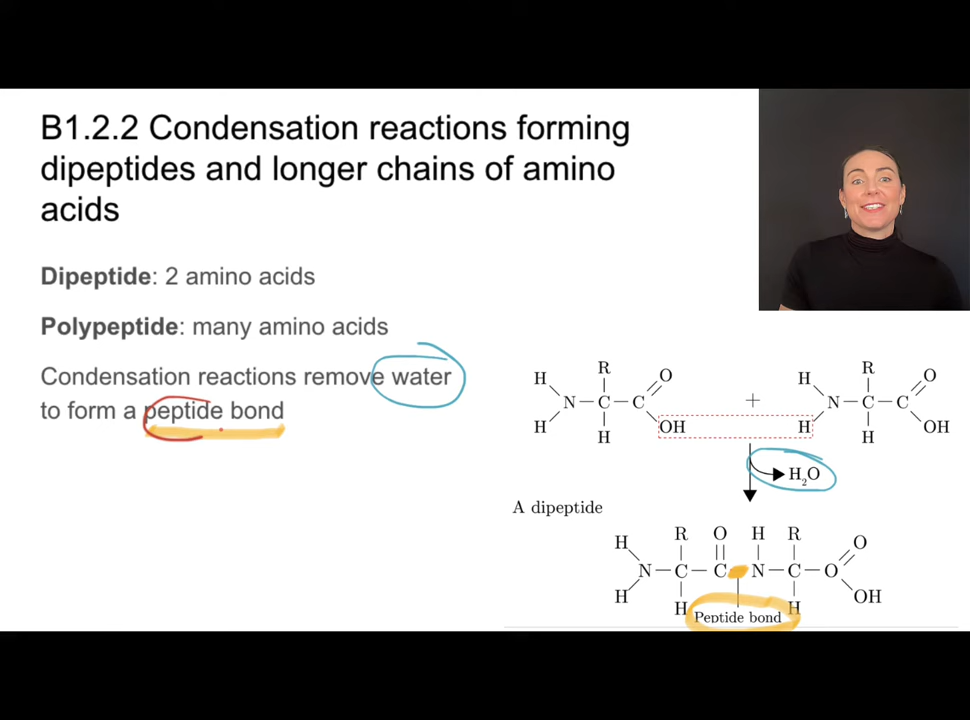 B1.2.2 Condensation reactions forming
dipeptides and longer chains of amino
acids
Dipeptide: 2 amino acids
Polypeptide: many amino acids
Condensation reactions remove water
to form a peptide bond
H R O H R O
N C C + N C C
H H OH H H OH
H₂O
A dipeptide
H R O H R O
N C C N C O
H H H OH
Peptide bond